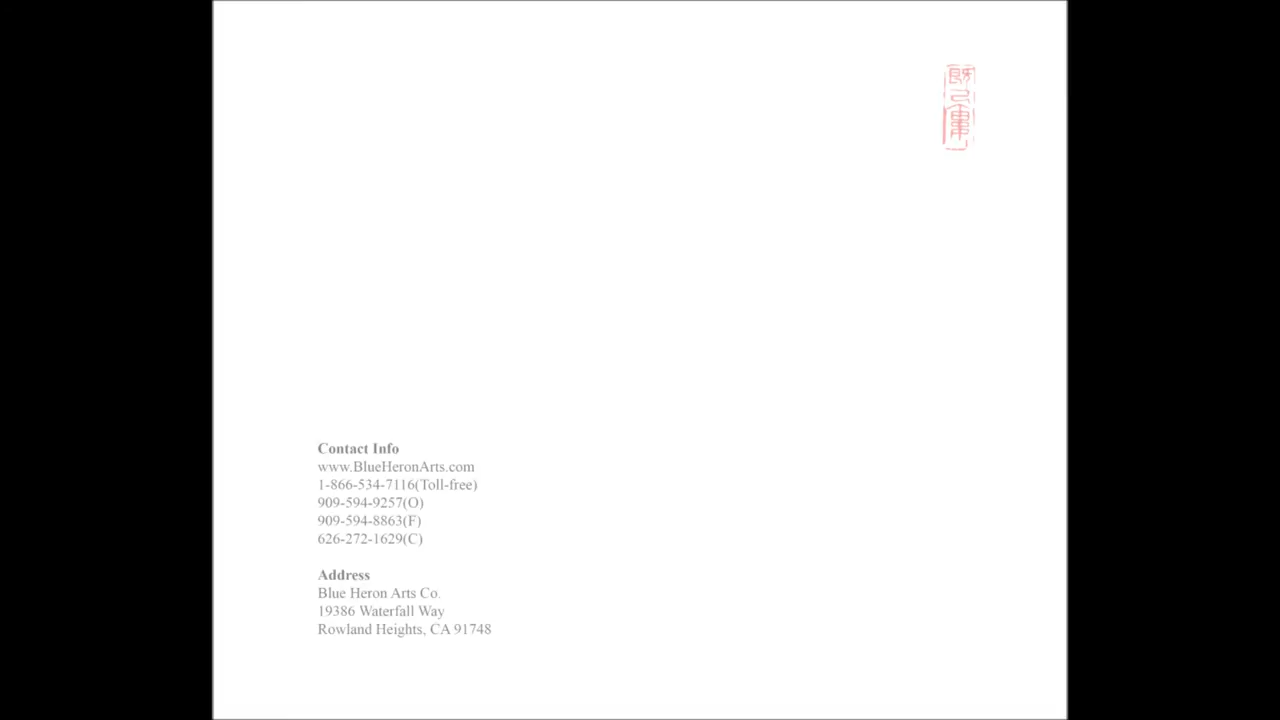 Contact Info
www.BlueHeronArts.com
1-866-534-7116(Toll-free)
909-594-9257(O)
909-594-8863(F)
626-272-1629(C)
Address
Blue Heron Arts Co.
19386 Waterfall Way
Rowland Heights, CA 91748